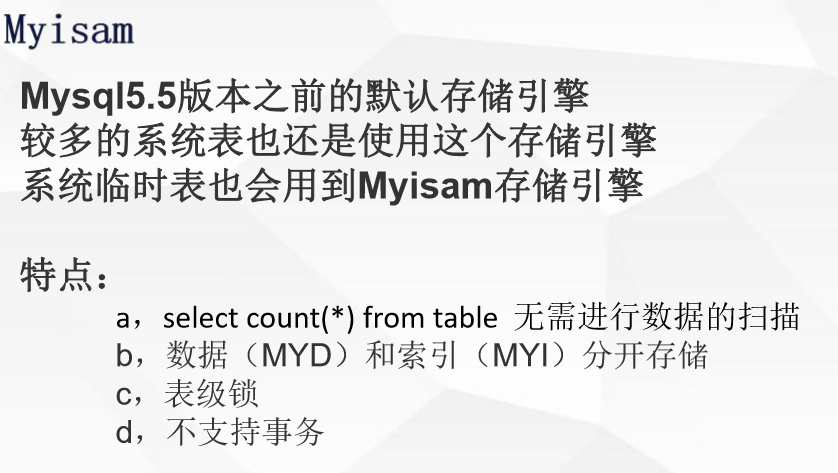 Myisam
Mysql5.5版本之前的默认存储引擎
较多的系统表也还是使用这个存储引擎
系统临时表也会用到Myisam存储引擎
特点：
a，select count(*) from table 无需进行数据的扫描
b，数据（MYD）和索引（MYI）分开存储
c，表级锁
d，不支持事务